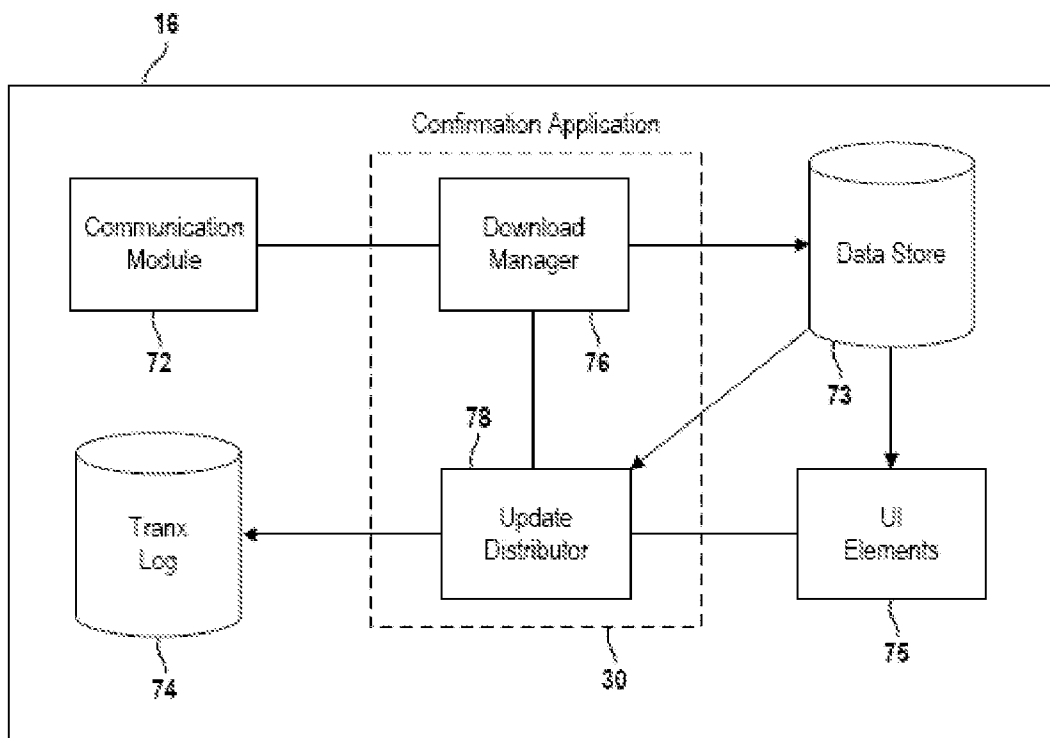 16
Confirmation Application
Communication
Module
72
Download
Manager
76
Data Store
73
78
Tranx
Log
74
Update
Distributor
30
UI
Elements
75